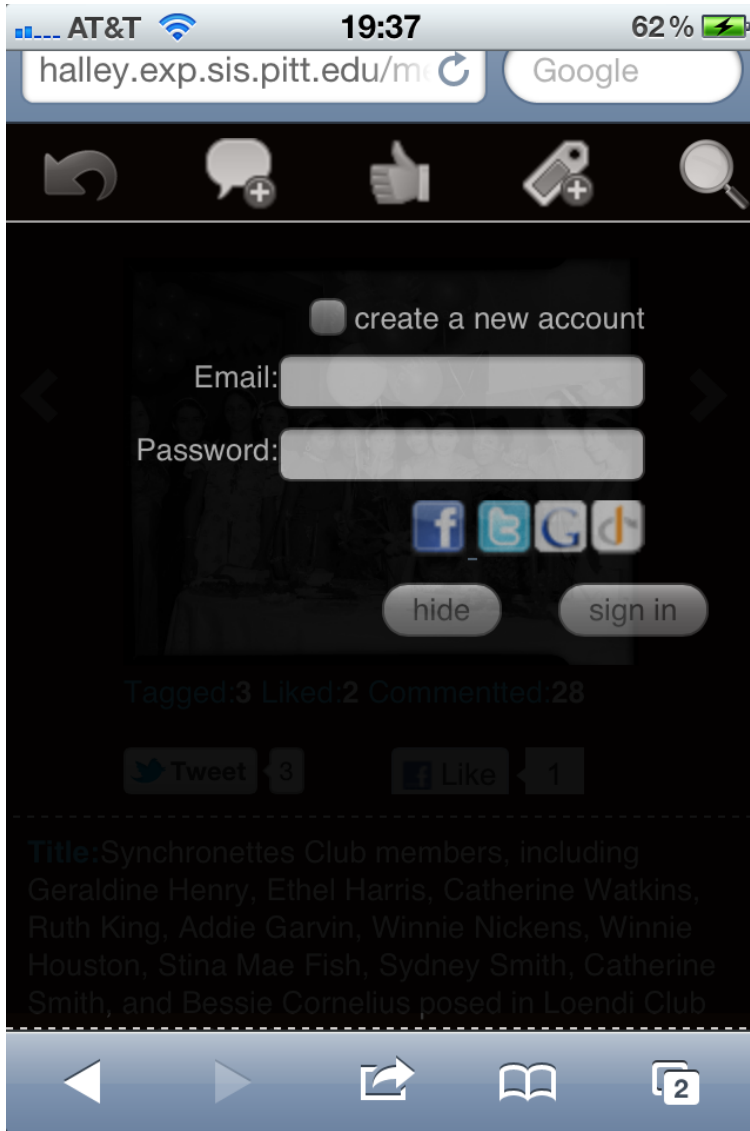 AT&T 19:37 62%
halley.exp.sis.pitt.edu/me Google
create a new account
Email:
Password:
hide sign in
Tagged:3 Liked:2 Commentted:28
Tweet 3 Like 1
Title:Synchronettes Club members, including
Geraldine Henry, Ethel Harris, Catherine Watkins,
Ruth King, Addie Garvin, Winnie Nickens, Winnie
Houston, Stina Mae Fish, Sydney Smith, Catherine
Smith, and Bessie Cornelius posed in Loendi Club
2